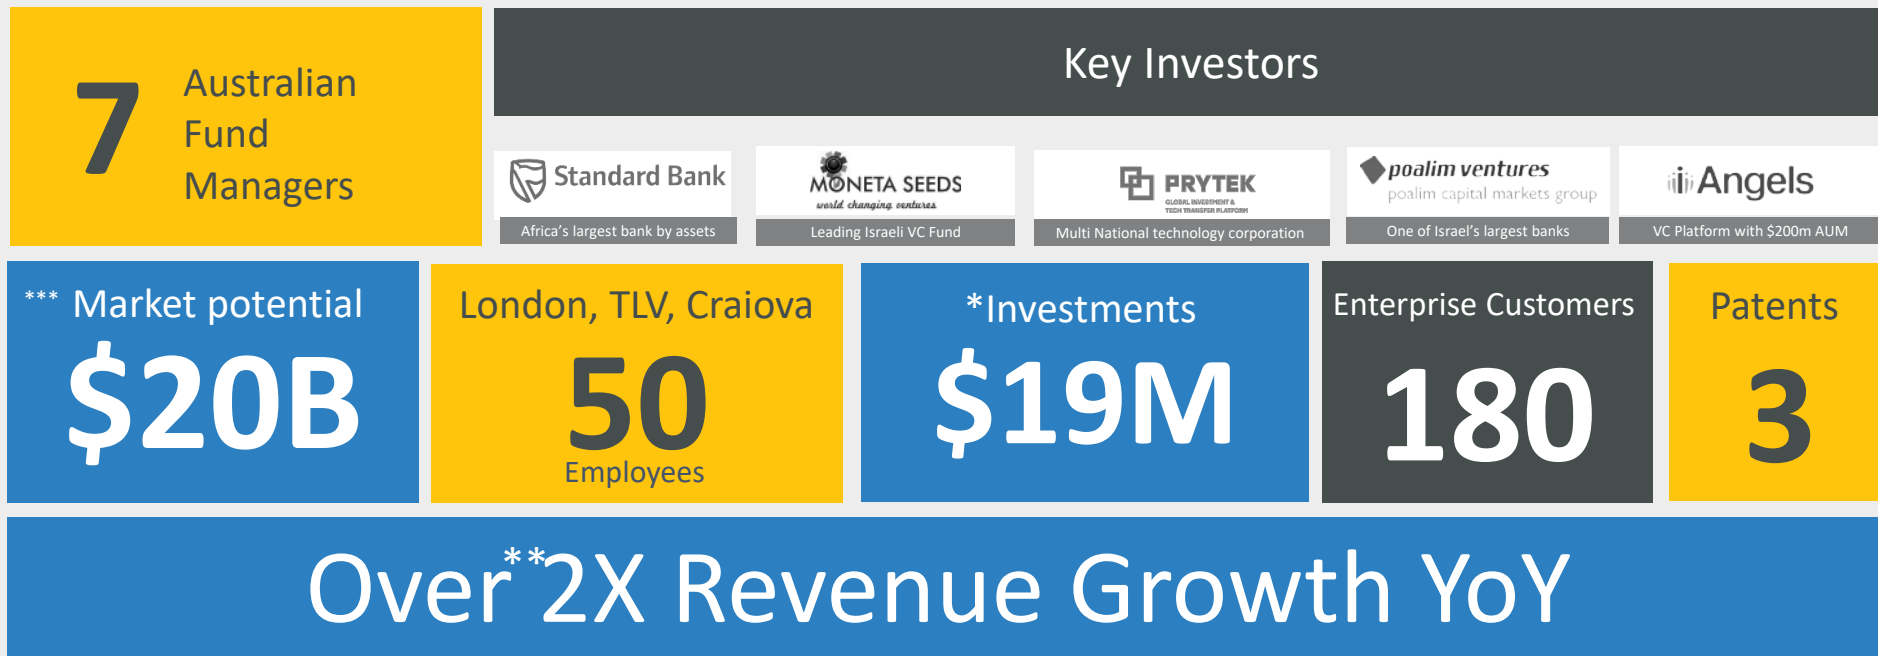 7
Australian
Fund
Managers
Key Investors
Standard Bank
Africa's largest bank by assets
MONETA SEEDS
world changing ventures
Leading Israeli VC Fund
PRYTEK
GLOBAL INVESTMENT &
TECH TRANSFER PLATFORM
Multi National technology corporation
poalim ventures
poalim capital markets group
One of Israel's largest banks
iAngels
VC Platform with $200m AUM
*** Market potential
$20B
London, TLV, Craiova
50
Employees
*Investments
$19M
Enterprise Customers
180
Patents
3
Over**2X Revenue Growth YoY